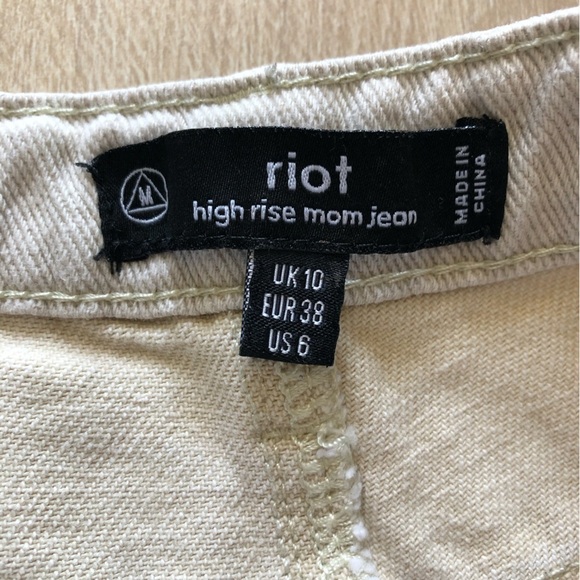 M
riot
high rise mom jean
MADE IN
CHINA
UK 10
EUR 38
US 6